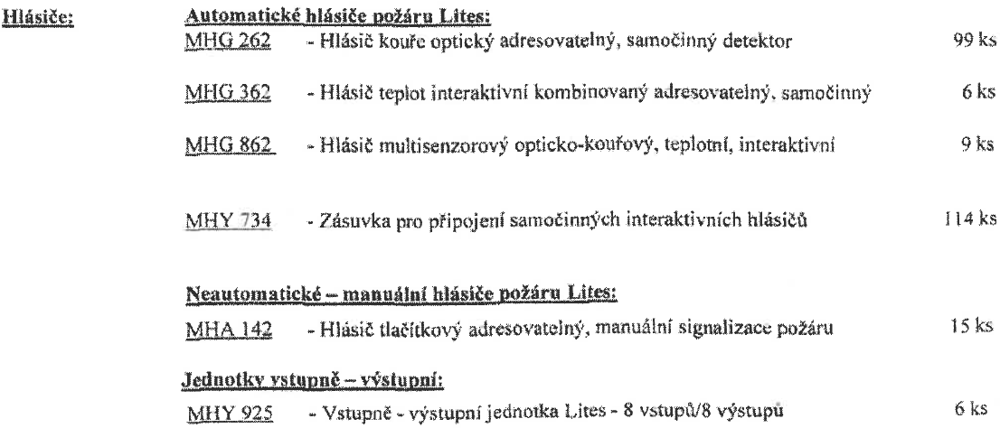 Hlásiče: Automatické hlásiče požáru Lites:
MHG 262 - Hlásič kouře optický adresovatelný, samočinný detektor 99 ks
MHG 362 - Hlásič teplot interaktivní kombinovaný adresovatelný, samočinný 6 ks
MHG 862 - Hlásič multisenzorový opticko-kouřový, teplotní, interaktivní 9 ks
MHY 734 - Zásuvka pro připojení samočinných interaktivních hlásičů 114 ks
Neautomatické – manuální hlásiče požáru Lites:
MHA 142 - Hlásič tlačítkový adresovatelný, manuální signalizace požáru 15 ks
Jednotky vstupně – výstupní:
MHY 925 - Vstupně - výstupní jednotka Lites - 8 vstupů/8 výstupů 6 ks